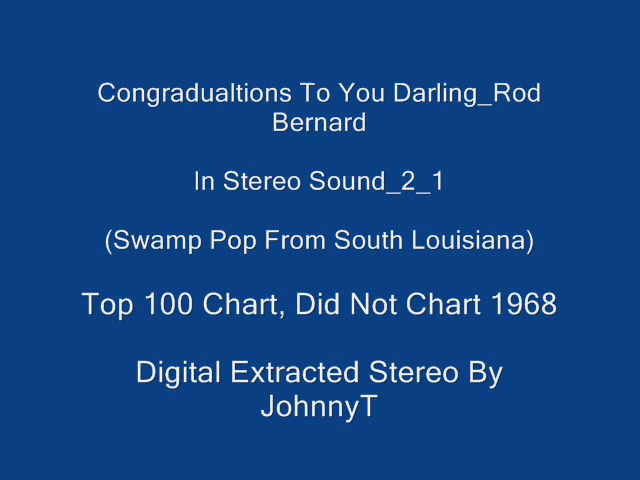 Congradualtions To You Darling_Rod
Bernard
In Stereo Sound_2_1
(Swamp Pop From South Louisiana)
Top 100 Chart, Did Not Chart 1968
Digital Extracted Stereo By
JohnnyT